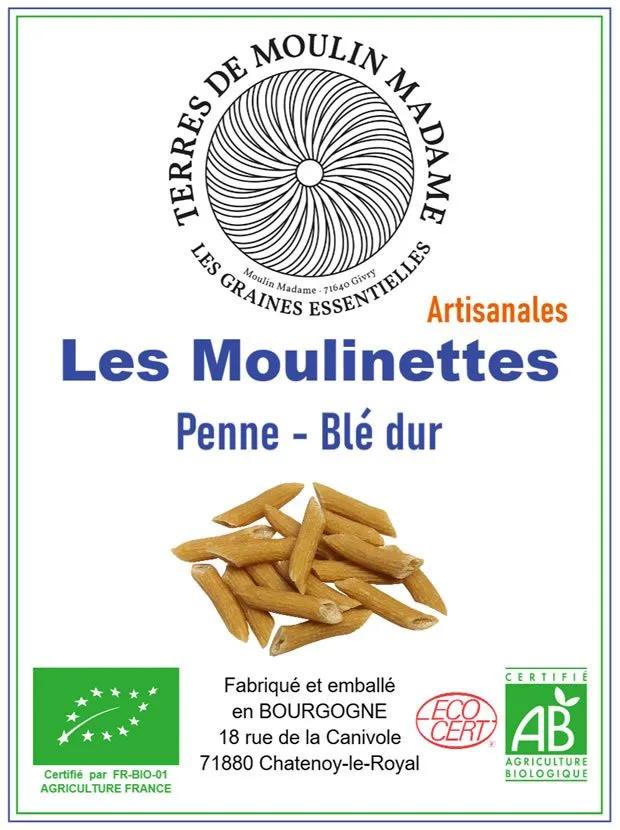 TERRES DE MOULIN MADAME
Moulin Madame - 71640 Givry
LES GRAINES ESSENTIELLES
Artisanales
Les Moulinettes
Penne - Blé dur
Fabriqué et emballé
en BOURGOGNE
18 rue de la Canivole
71880 Chatenoy-le-Royal
Certifié par FR-BIO-01
AGRICULTURE FRANCE
ECO
CERT
®
CERTIFIÉ
AB
AGRICULTURE
BIOLOGIQUE